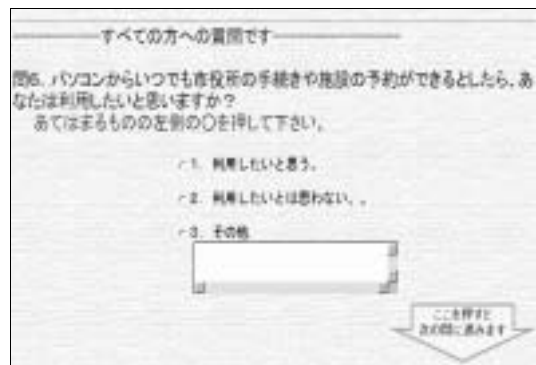 すべての方への質問です
問6．パソコンからいつでも市役所の手続きや施設の予約ができるとしたら、あ
なたは利用したいと思いますか？
あてはまるものの左側の○を押して下さい。
1．利用したいと思う。
2．利用したいとは思わない。。
3．その他
ここを押すと
次の問に進みます